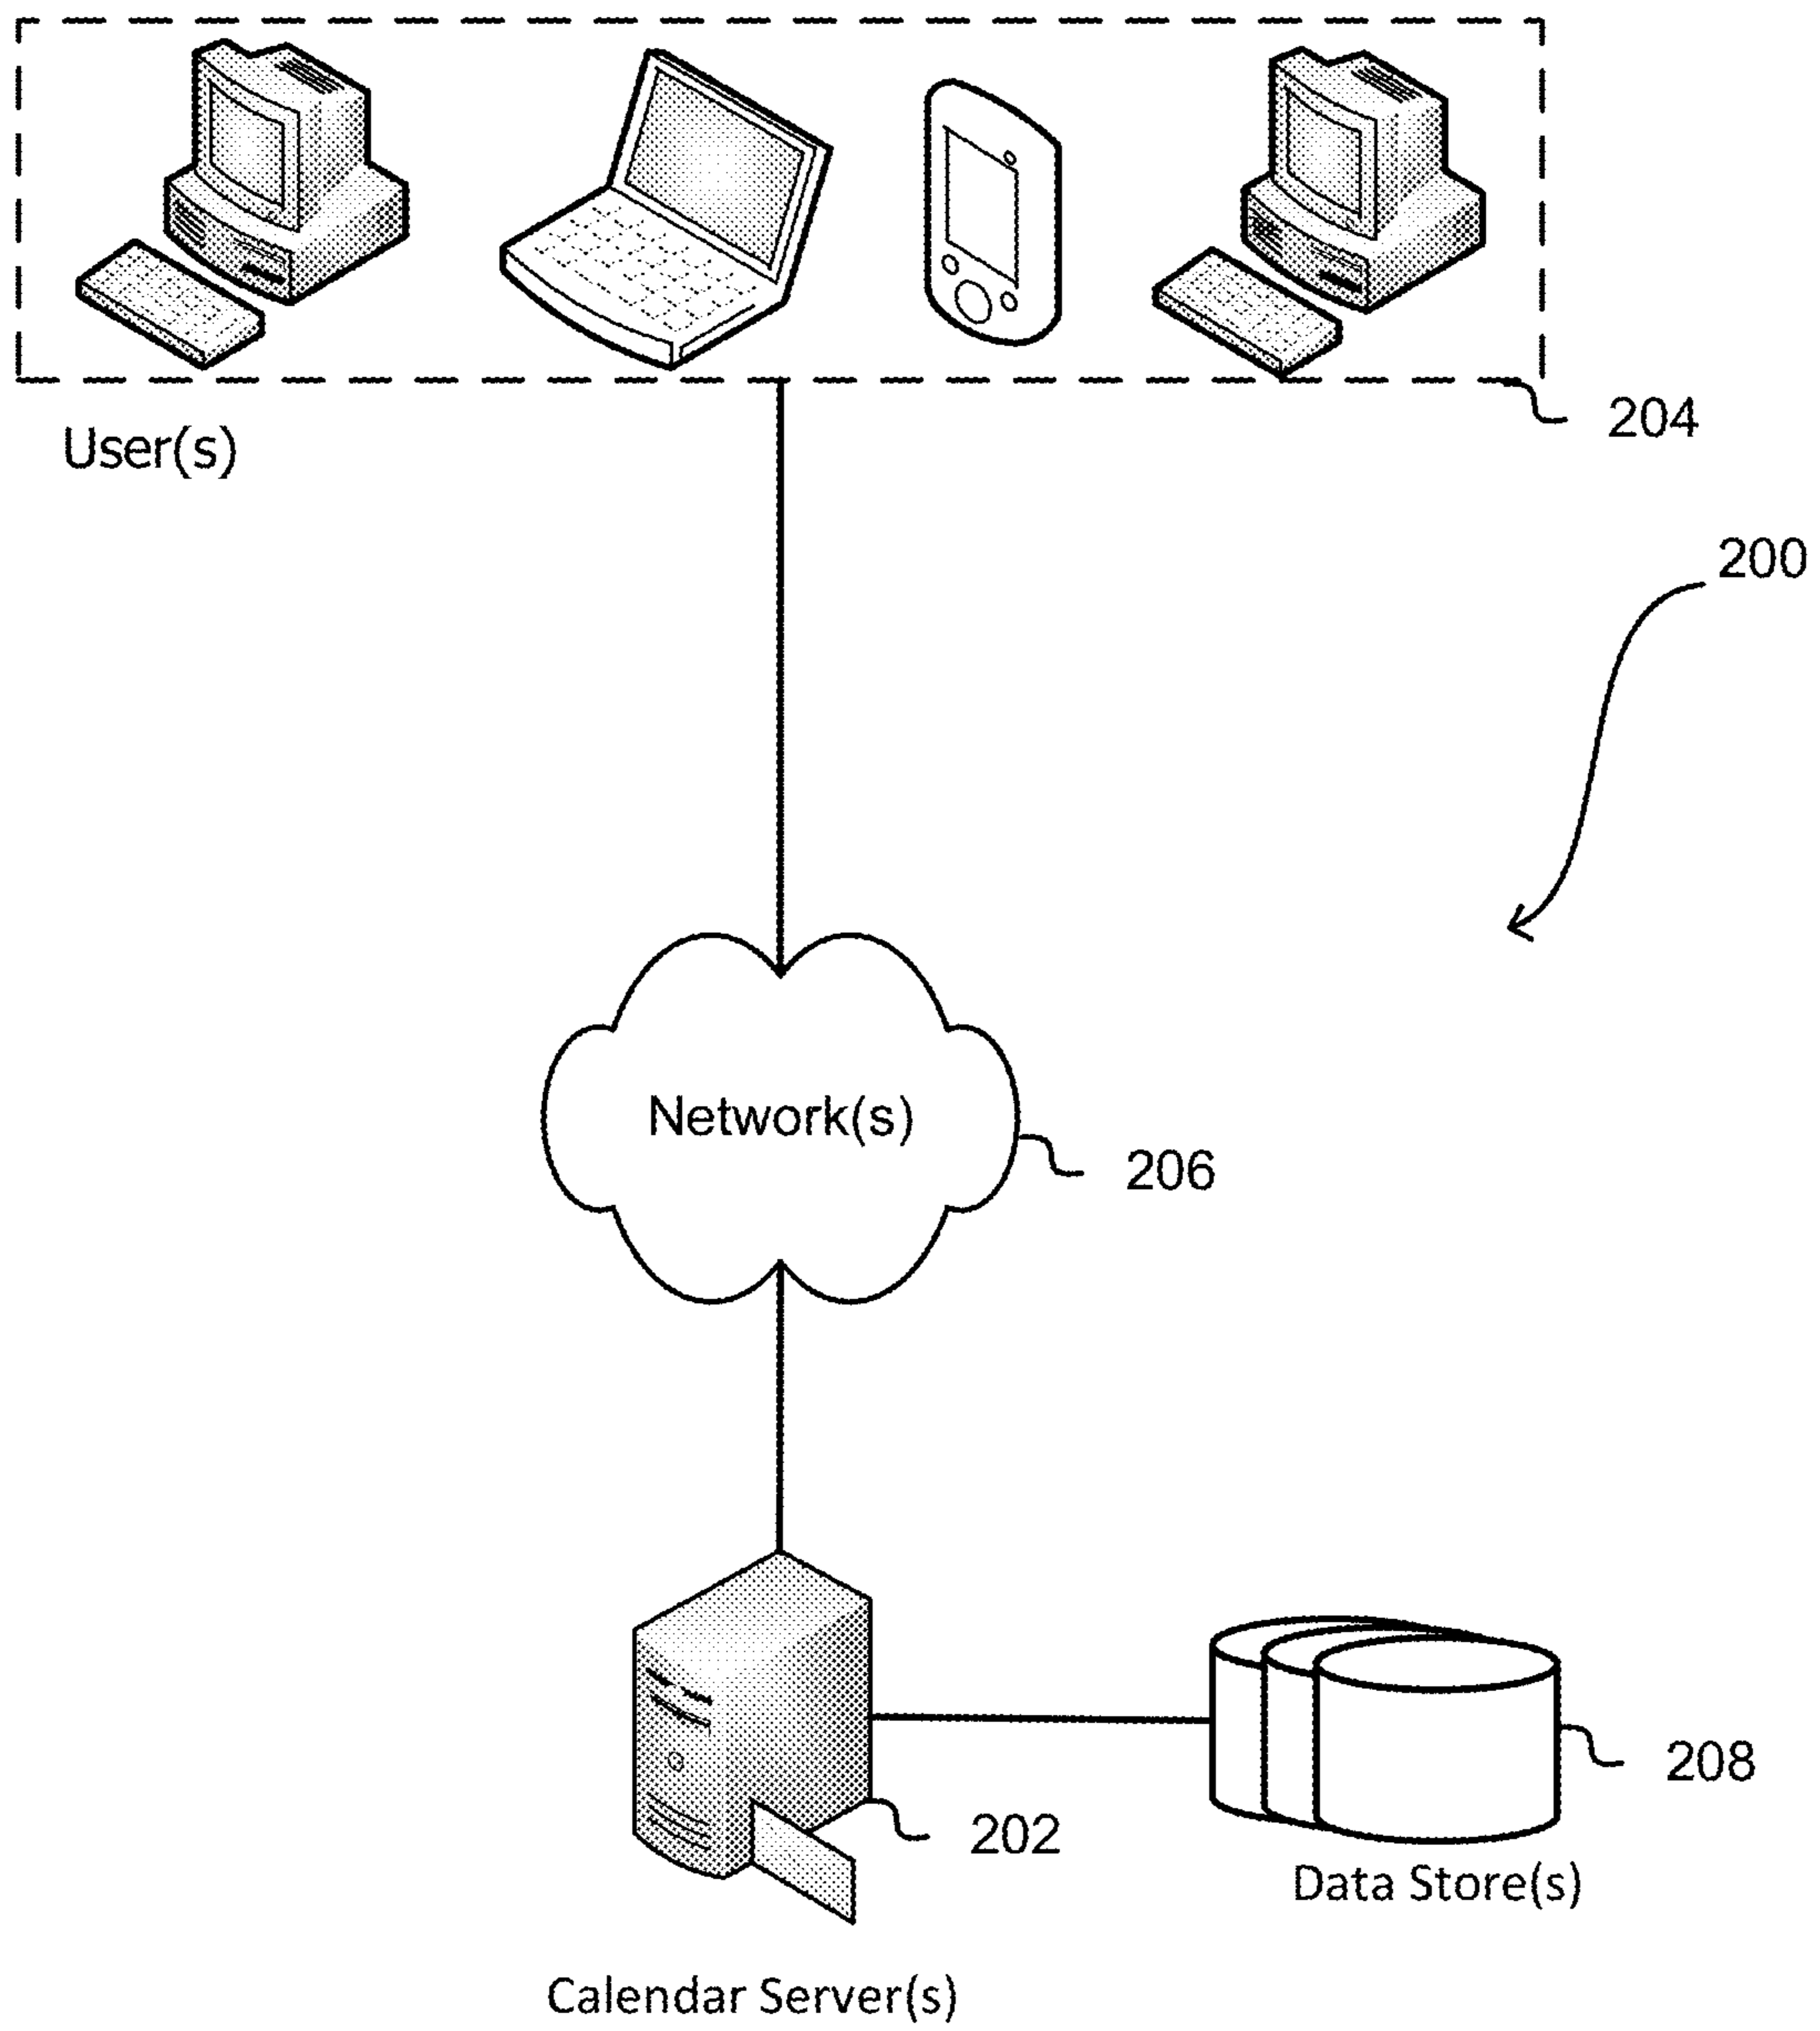 User(s)
204
200
Network(s)
206
208
202
Data Store(s)
Calendar Server(s)